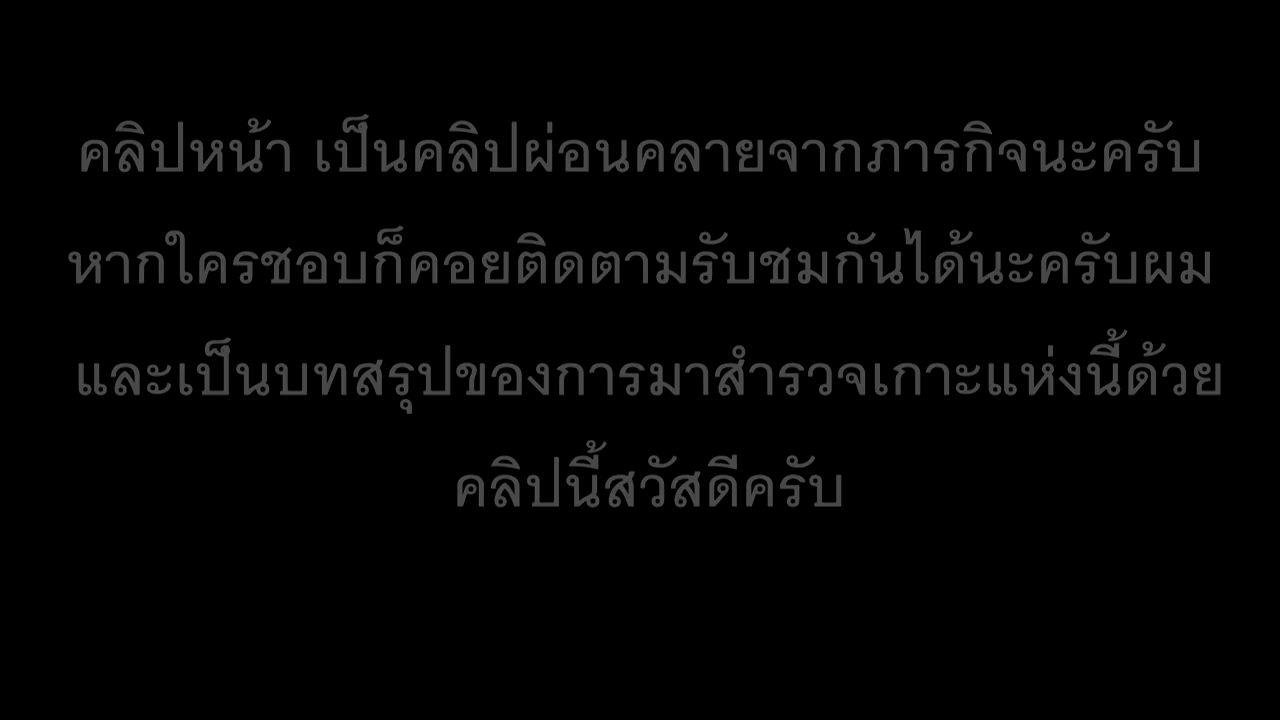 คลิปหน้า เป็นคลิปผ่อนคลายจากภารกิจนะครับ
หากใครชอบก็คอยติดตามรับชมกันได้นะครับผม
และเป็นบทสรุปของการมาสำรวจเกาะแห่งนี้ด้วย
คลิปนี้สวัสดีครับ